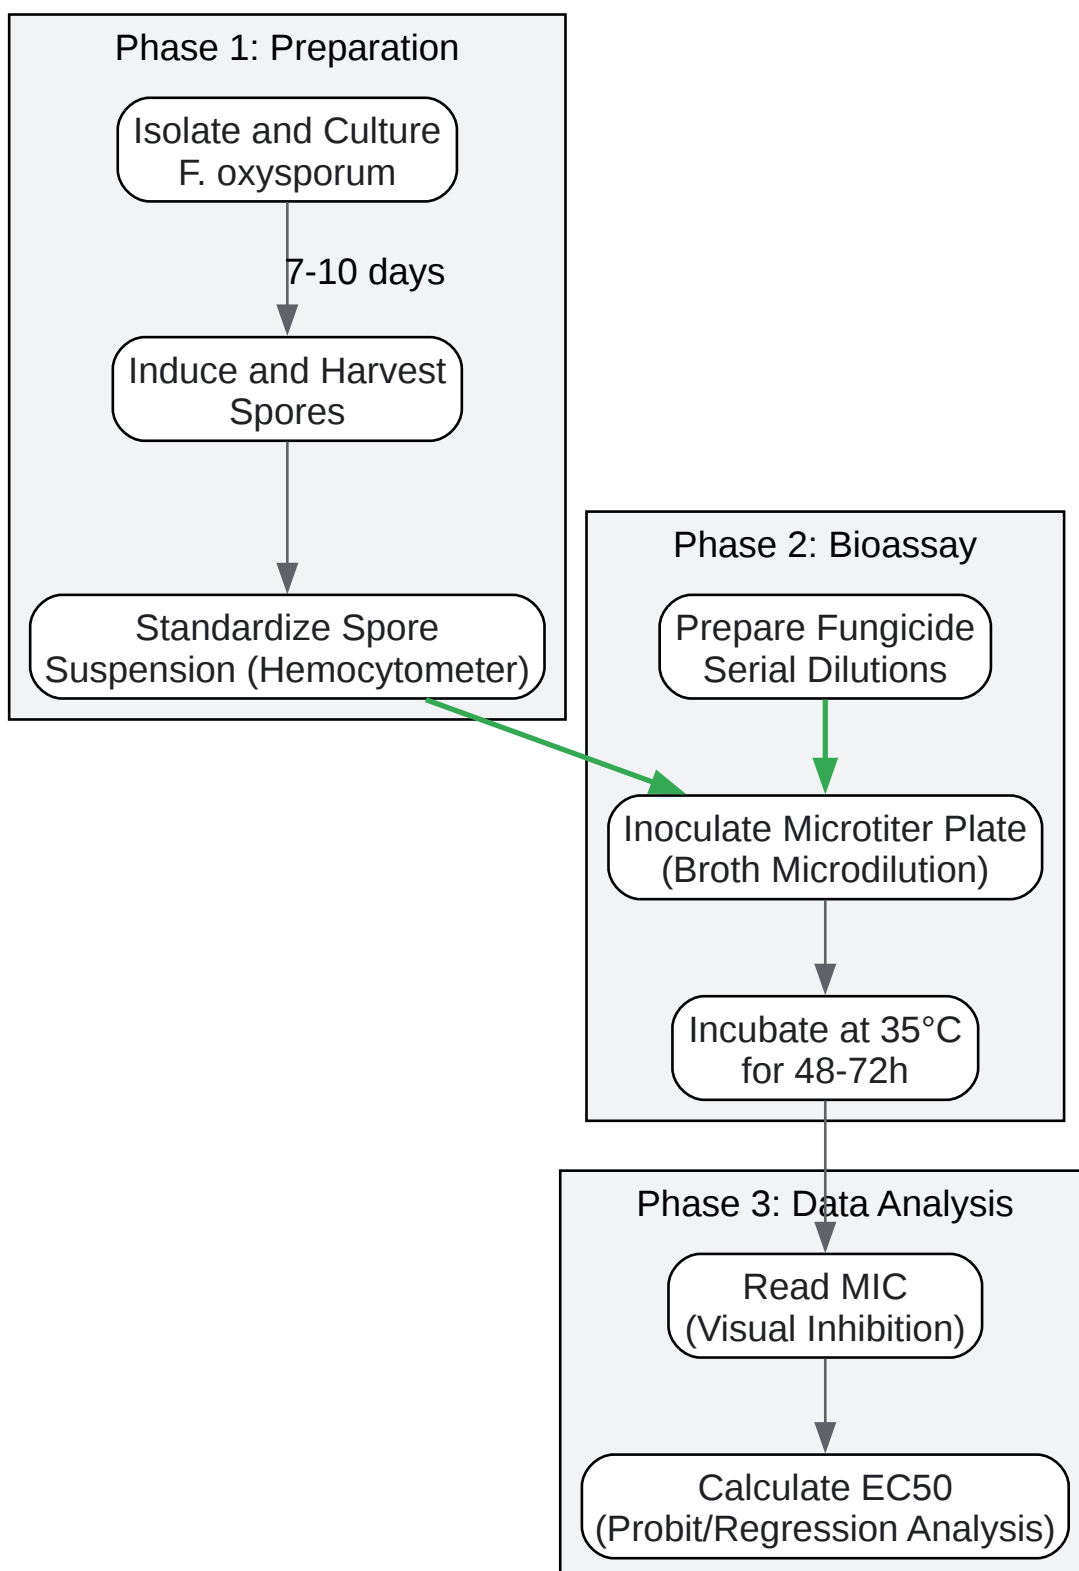 Phase 1: Preparation
Isolate and Culture
F. oxysporum
7-10 days
Induce and Harvest
Spores
Standardize Spore
Suspension (Hemocytometer)
Phase 2: Bioassay
Prepare Fungicide
Serial Dilutions
Inoculate Microtiter Plate
(Broth Microdilution)
Incubate at 35°C
for 48-72h
Phase 3: Data Analysis
Read MIC
(Visual Inhibition)
Calculate EC50
(Probit/Regression Analysis)